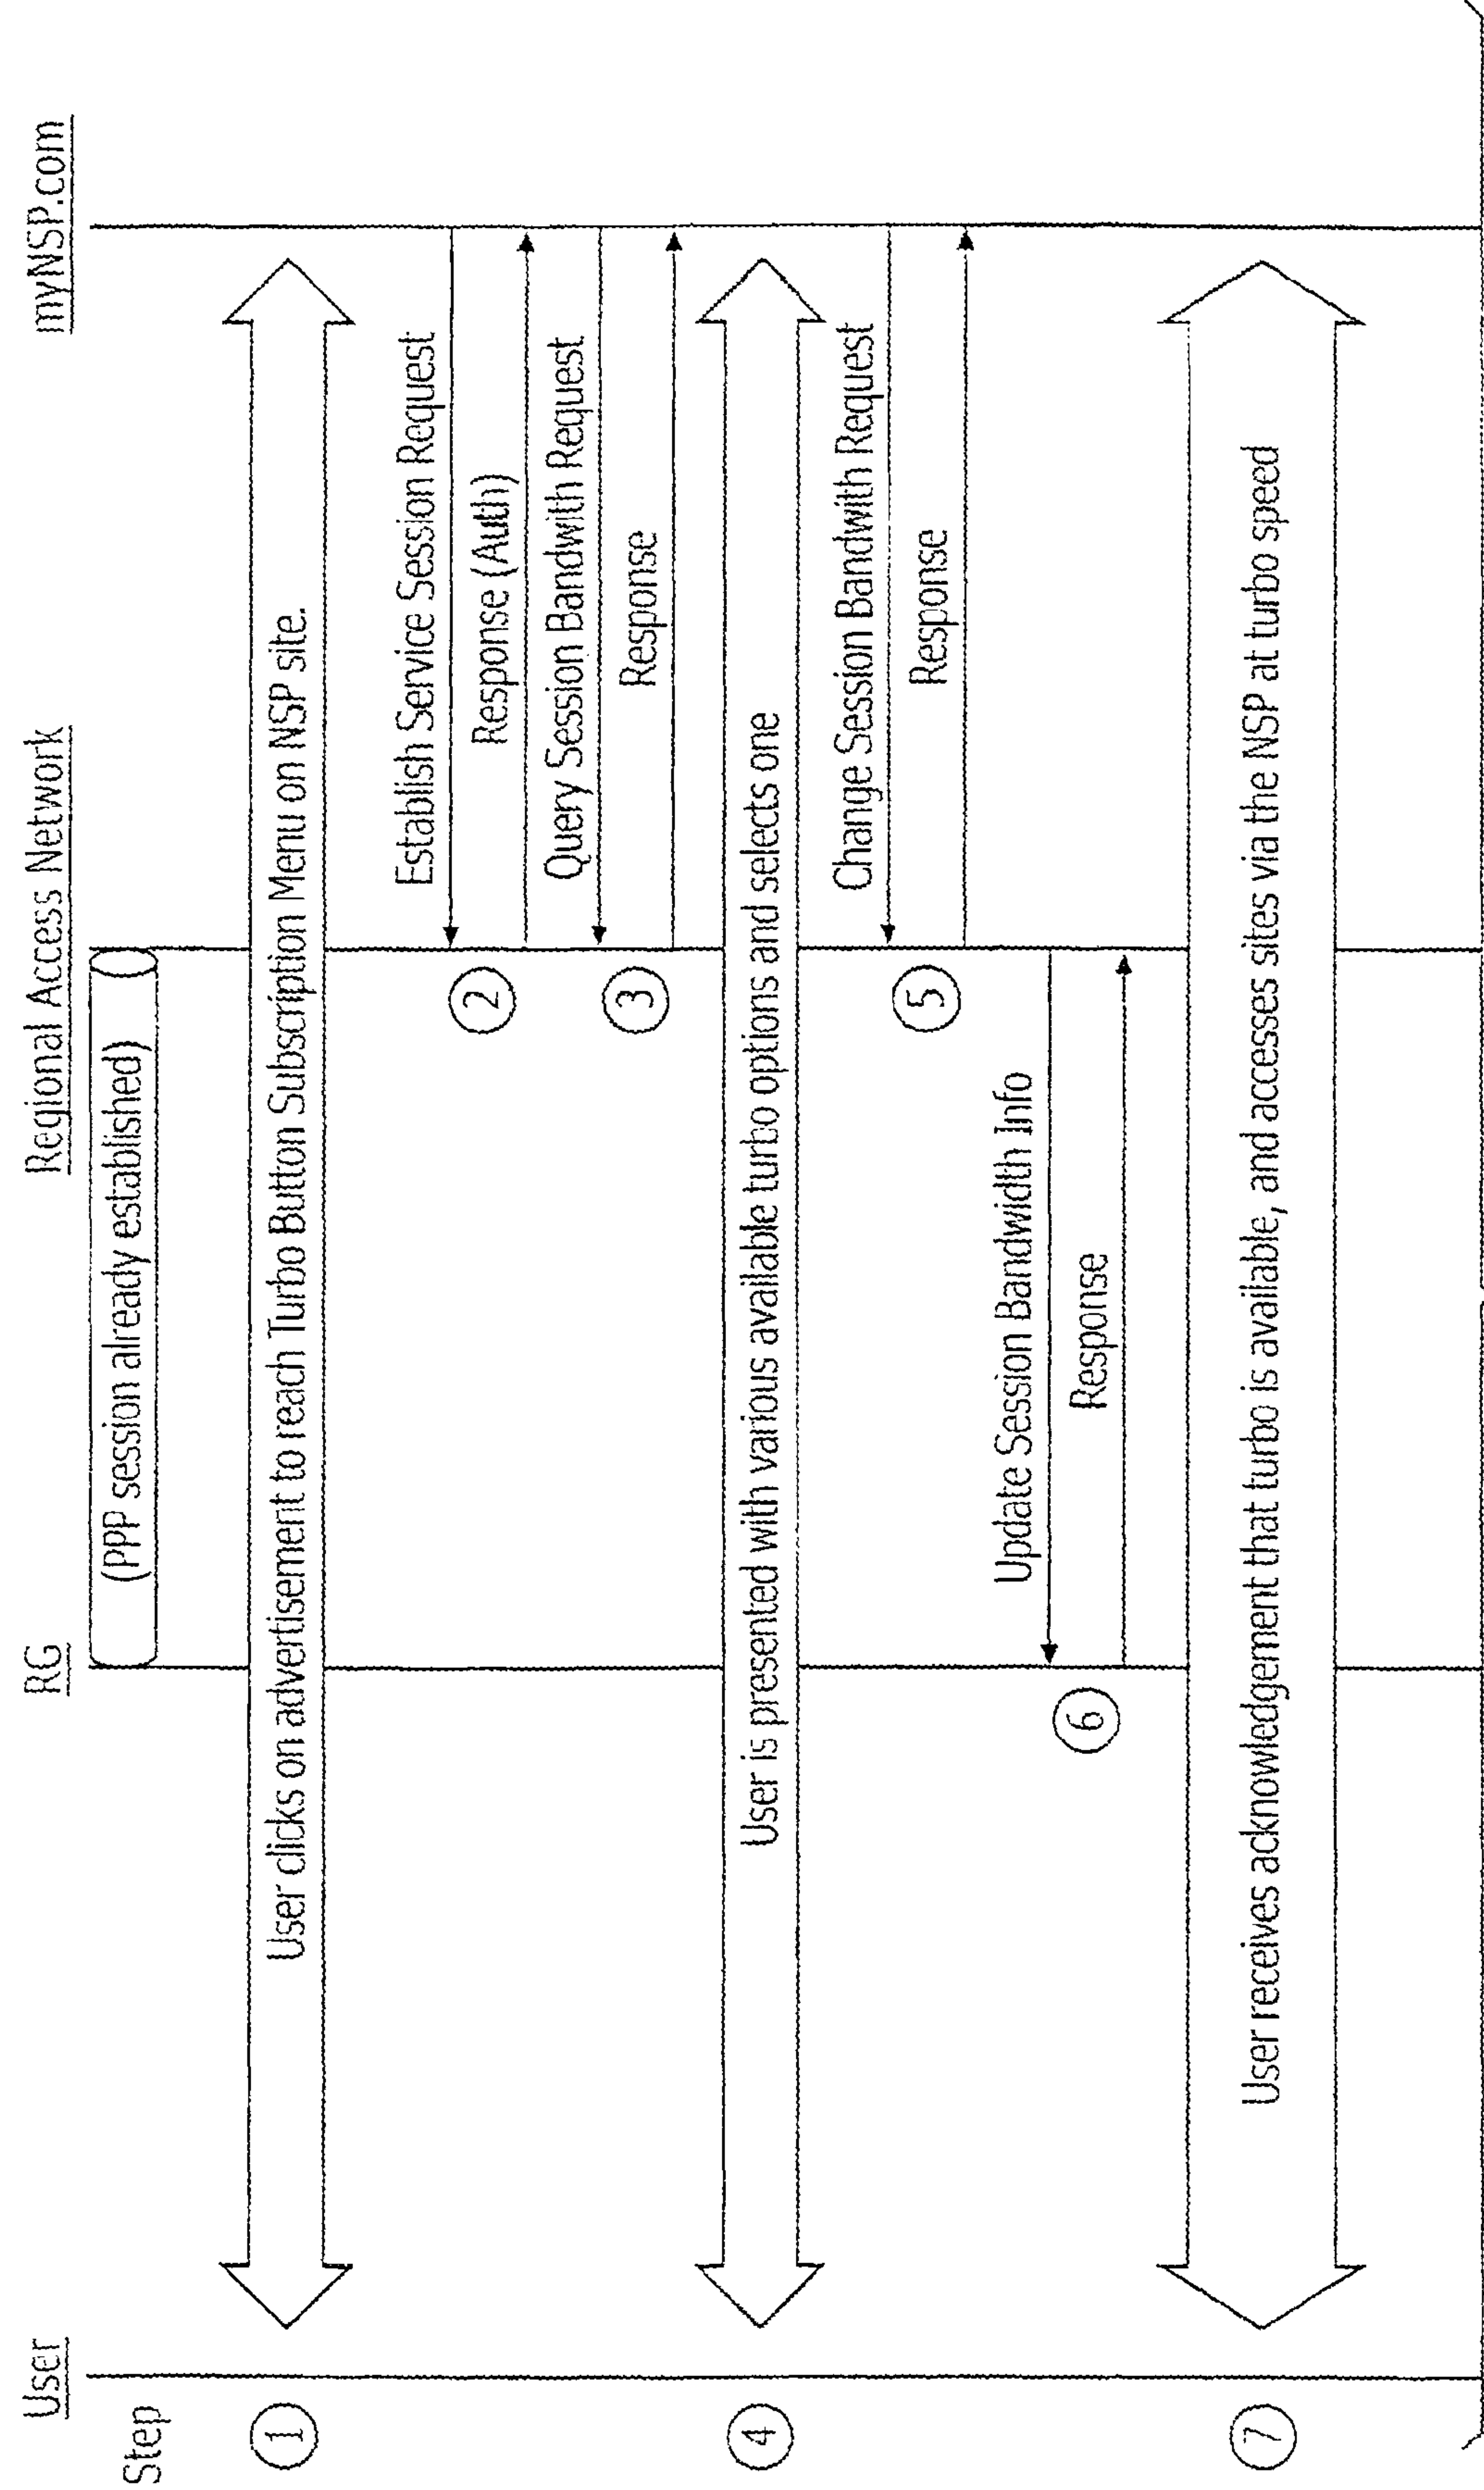 User
RG
Regional Access Network
myNSP.com
Step
(PPP session already established)
1
User clicks on advertisement to reach Turbo Button Subscription Menu on NSP site.
Establish Service Session Request
2
Response (Auth)
Query Session Bandwith Request
3
Response
4
User is presented with various available turbo options and selects one
Change Session Bandwith Request
5
Response
Update Session Bandwidth Info
6
Response
7
User receives acknowledgement that turbo is available, and accesses sites via the NSP at turbo speed